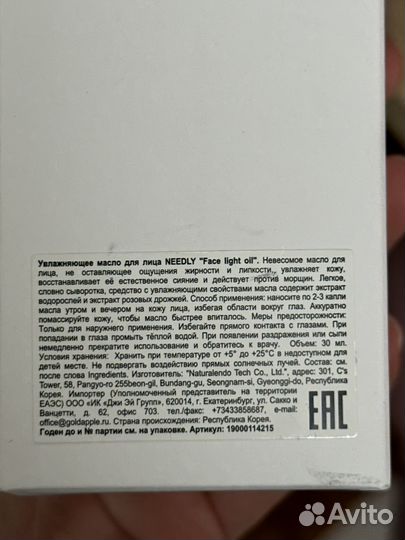 Увлажняющее масло для лица NEEDLY "Face light oil". Невесомое масло для
лица, не оставляющее ощущения жирности и липкости, увлажняет кожу,
восстанавливает её естественное сияние и действует против морщин. Легкое,
словно сыворотка, средство с увлажняющими свойствами масла содержит экстракт
водорослей и экстракт розовых дрожжей. Способ применения: наносите по 2-3 капли
масла утром и вечером на кожу лица, избегая области вокруг глаз. Аккуратно
помассируйте кожу, чтобы масло быстрее впиталось. Меры предосторожности:
Только для наружного применения. Избегайте прямого контакта с глазами. При
попадании в глаза промыть тёплой водой. При появлении раздражения или сыпи
немедленно прекратите использование и обратитесь к врачу. Объем: 30 мл.
Условия хранения: Хранить при температуре от +5° до +25°С в недоступном для
детей месте. Не подвергать воздействию прямых солнечных лучей. Состав: см.
после слова Ingredients. Изготовитель: "Naturalendo Tech Co., Ltd.", адрес: 301, C's
Tower, 58, Pangyo-ro 255beon-gil, Bundang-gu, Seongnam-si, Gyeonggi-do, Республика
Корея. Импортер (Уполномоченный представитель на территории
ЕАЭС) ООО «ИК «Джи Эй Групп», 620014, г. Екатеринбург, ул. Сакко и
Ванцетти, д. 62, офис 703. тел./факс: +73433858687, e-mail:
office@goldapple.ru. Страна происхождения: Республика Корея.
Годен до и № партии см. на упаковке. Артикул: 19000114215
EAC
Avito